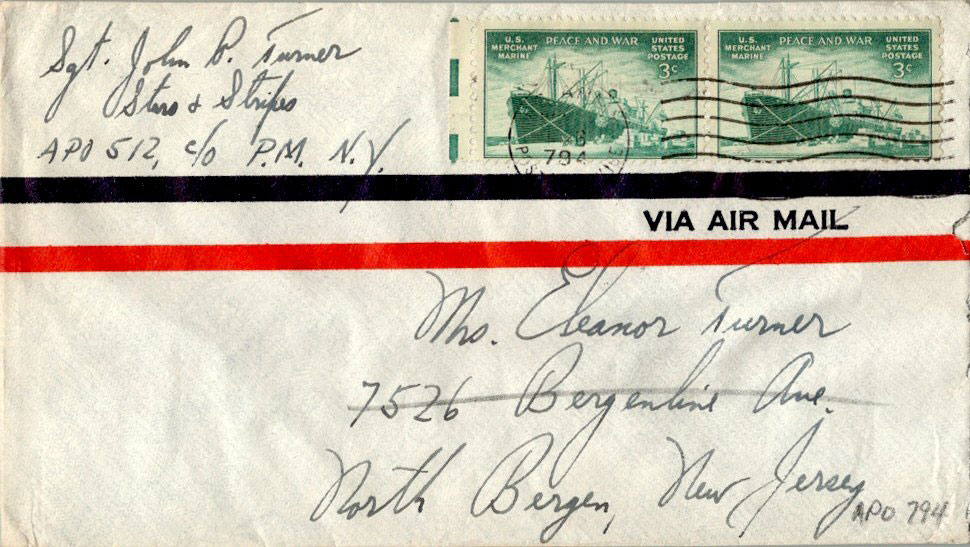 Sgt. John P. Turner
Stars & Stripes
APO 512, c/o P.M. N.Y.
U.S. MERCHANT MARINE PEACE AND WAR UNITED STATES POSTAGE 3¢
U.S. MERCHANT MARINE PEACE AND WAR UNITED STATES POSTAGE 3¢
794
VIA AIR MAIL
Mrs. Eleanor Turner
7526 Bergenline Ave.
North Bergen, New Jersey
APO 794